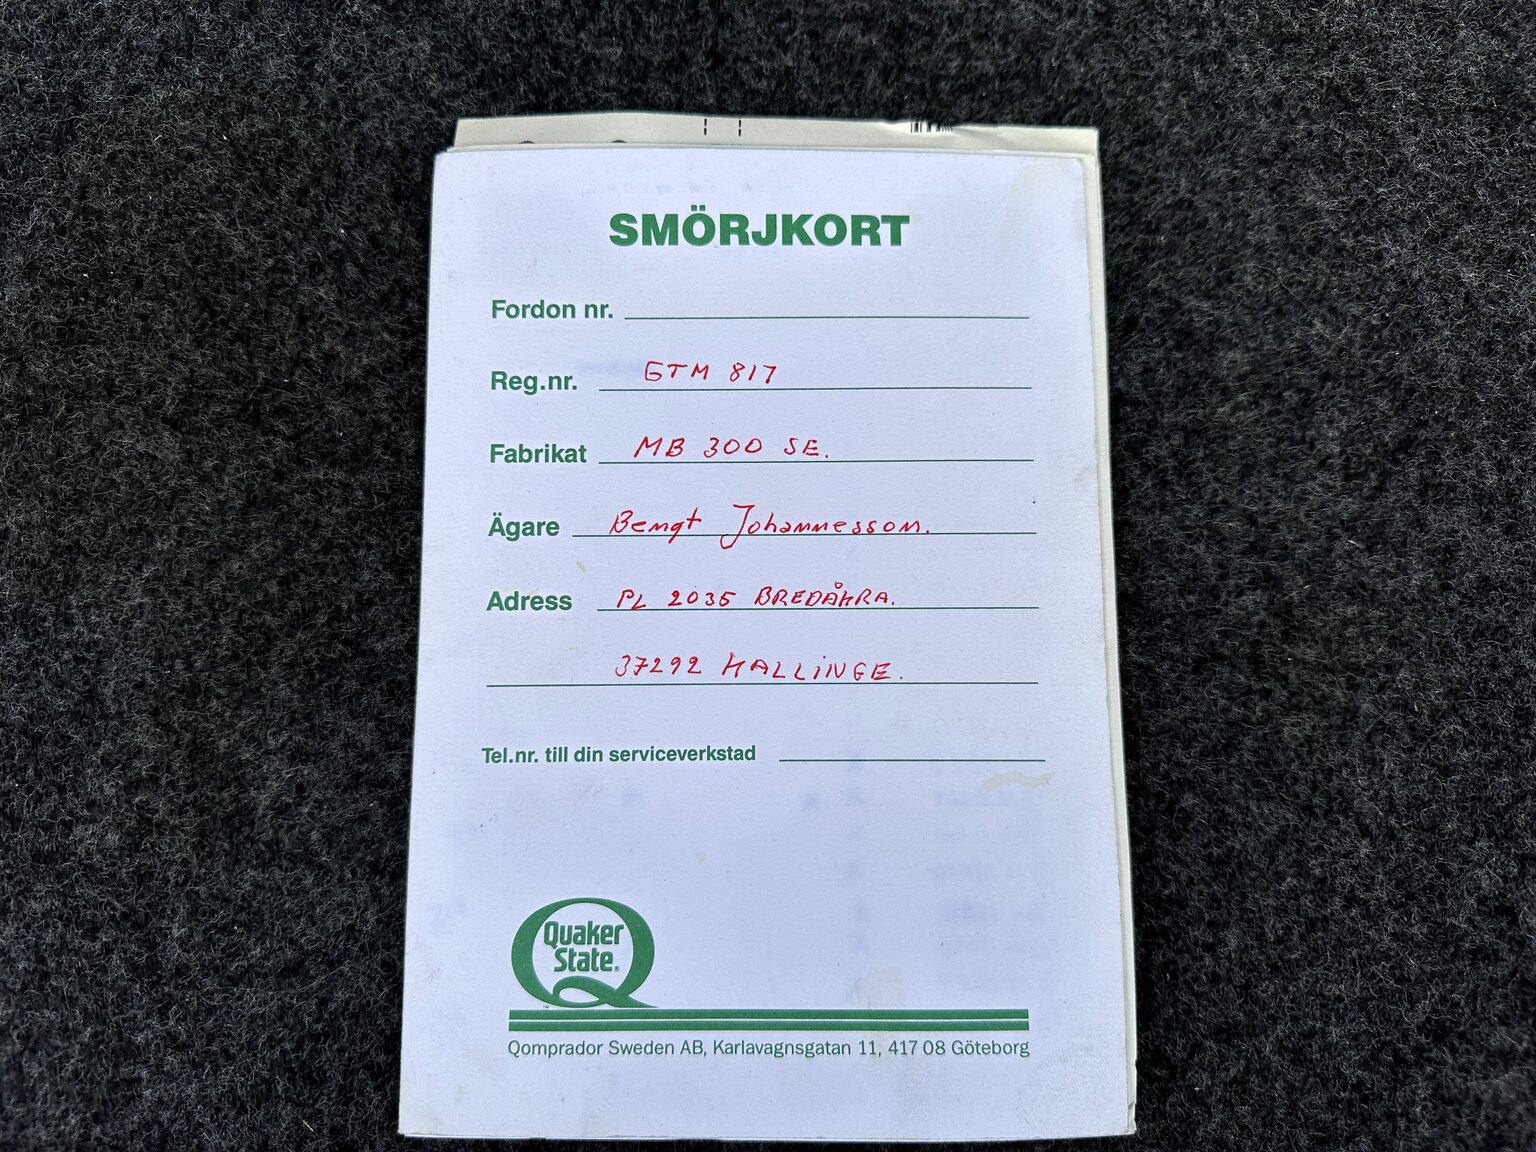 SMÖRJKORT
Fordon nr.
Reg.nr. GTM 817
Fabrikat MB 300 SE.
Ägare Bengt Johannesson.
Adress PL 2035 BREDÅKRA.
37292 KALLINGE.
Tel.nr. till din serviceverkstad
Quaker
State®
™
Qomprador Sweden AB, Karlavagnsgatan 11, 417 08 Göteborg